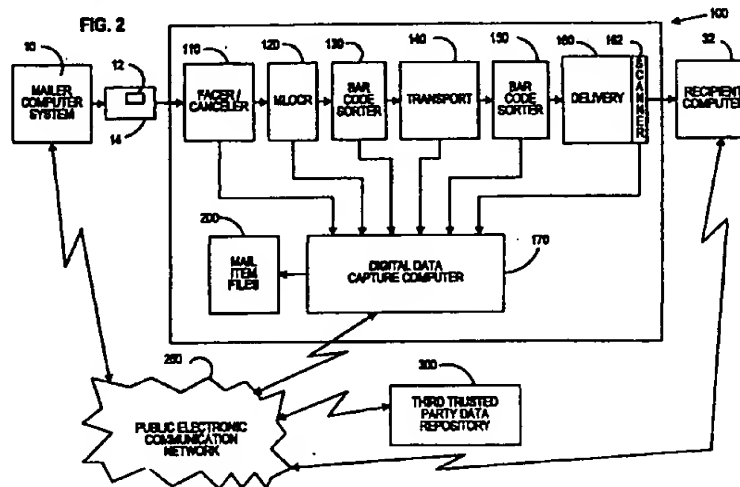 FIG. 2
100
10
12
110
120
130
140
150
160
162
32
MAILER
COMPUTER
SYSTEM
14
FACER /
CANCELER
MLOCR
BAR
CODE
SORTER
TRANSPORT
BAR
CODE
SORTER
DELIVERY
SCANNER
RECIPIENT
COMPUTER
200
MAIL
ITEM
FILES
DIGITAL DATA
CAPTURE COMPUTER
170
250
PUBLIC ELECTRONIC
COMMUNICATION
NETWORK
300
THIRD TRUSTED
PARTY DATA
REPOSITORY